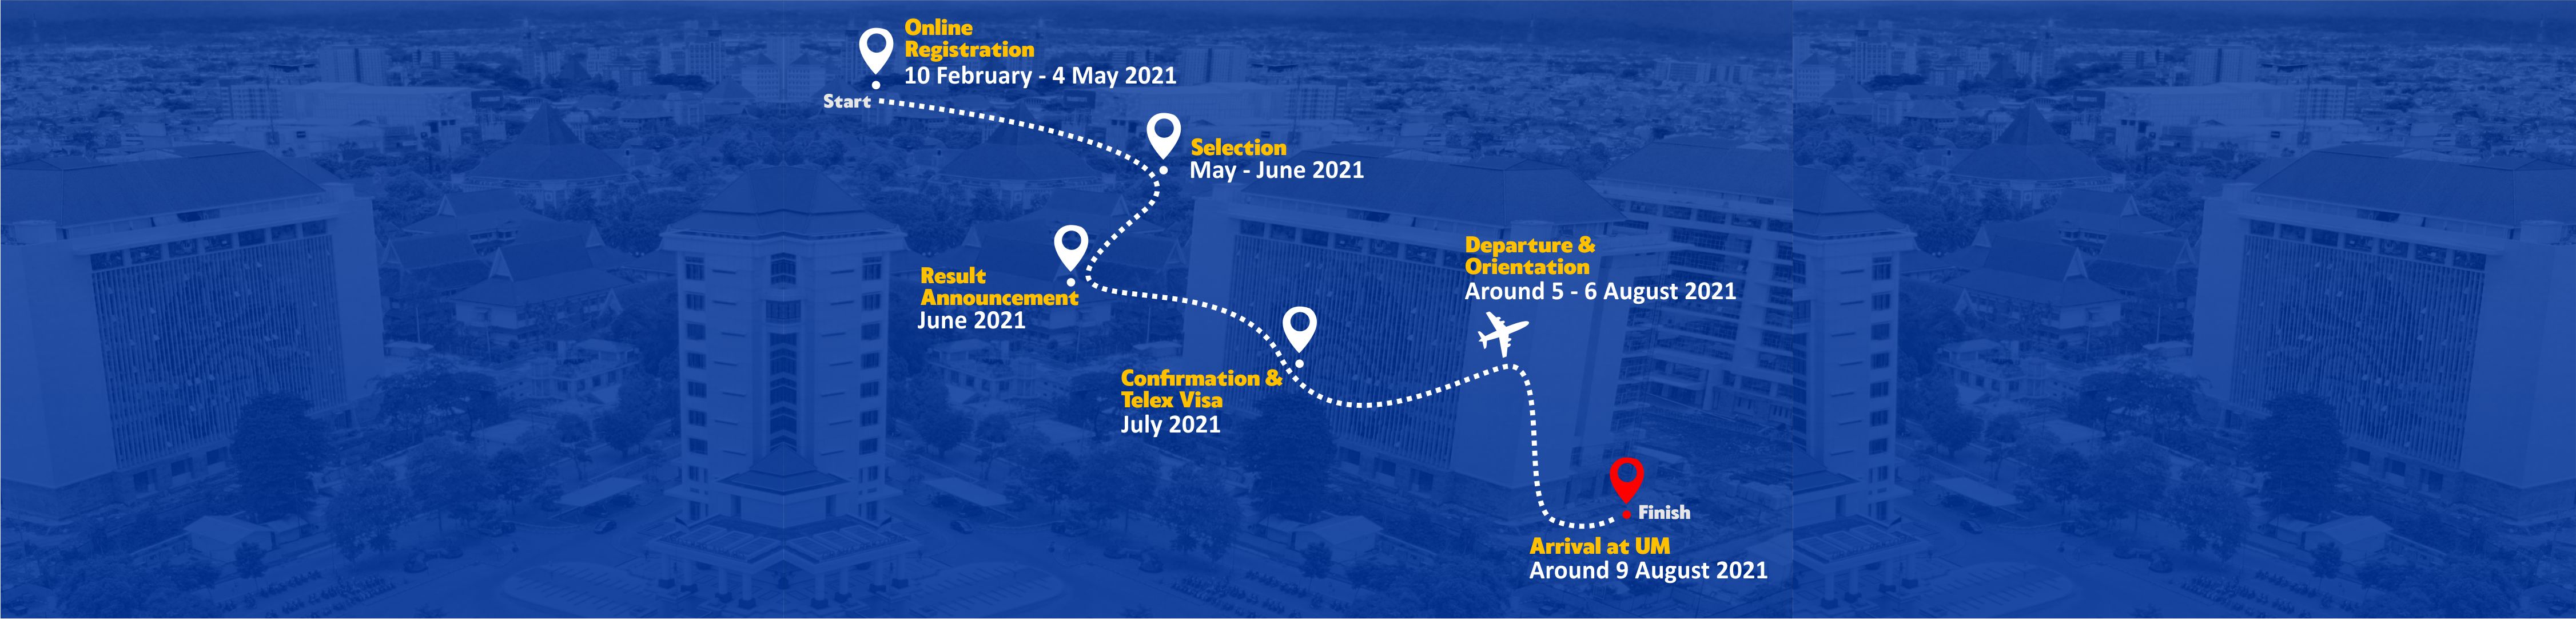 Online
Registration
10 February - 4 May 2021
Start
Selection
May - June 2021
Result
Announcement
June 2021
Confirmation &
Telex Visa
July 2021
Departure &
Orientation
Around 5 - 6 August 2021
Finish
Arrival at UM
Around 9 August 2021